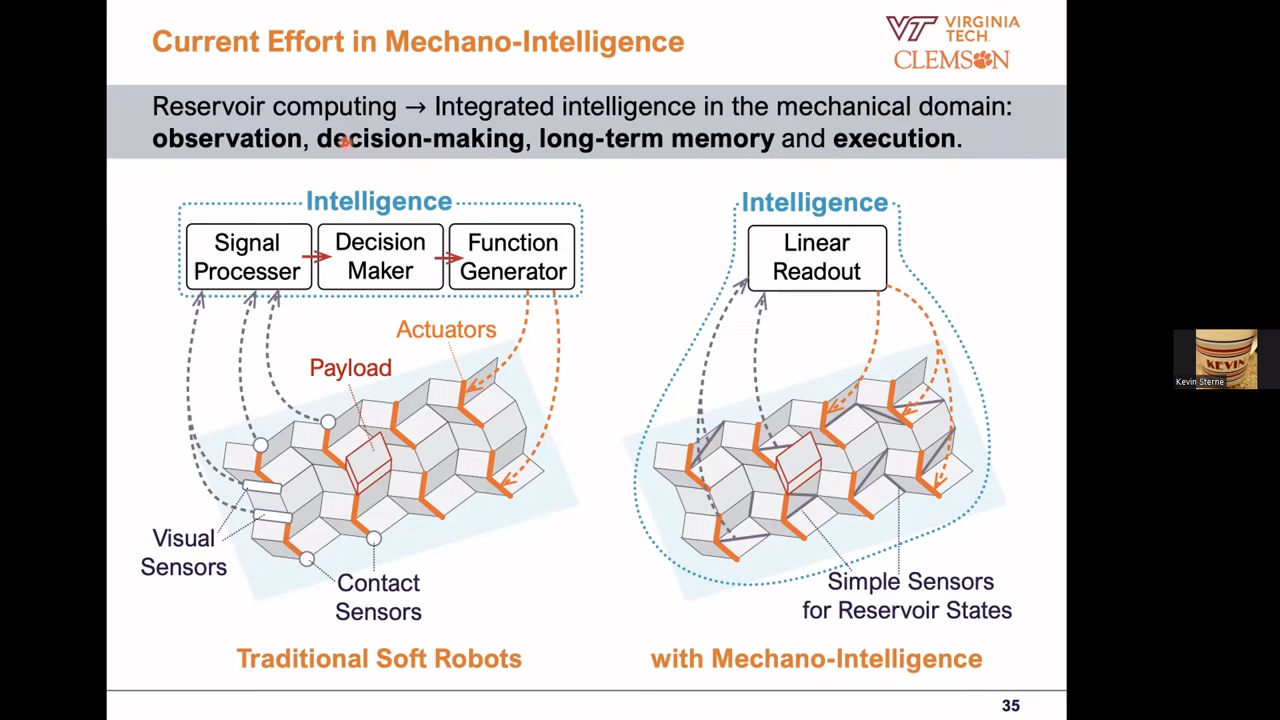 Current Effort in Mechano-Intelligence
VIRGINIA
TECH
CLEMSON
Reservoir computing → Integrated intelligence in the mechanical domain:
observation, decision-making, long-term memory and execution.
Intelligence
Signal
Processer
Decision
Maker
Function
Generator
Actuators
Payload
Visual
Sensors
Contact
Sensors
Traditional Soft Robots
Intelligence
Linear
Readout
Simple Sensors
for Reservoir States
with Mechano-Intelligence
35
KEVIN
Kevin Sterne